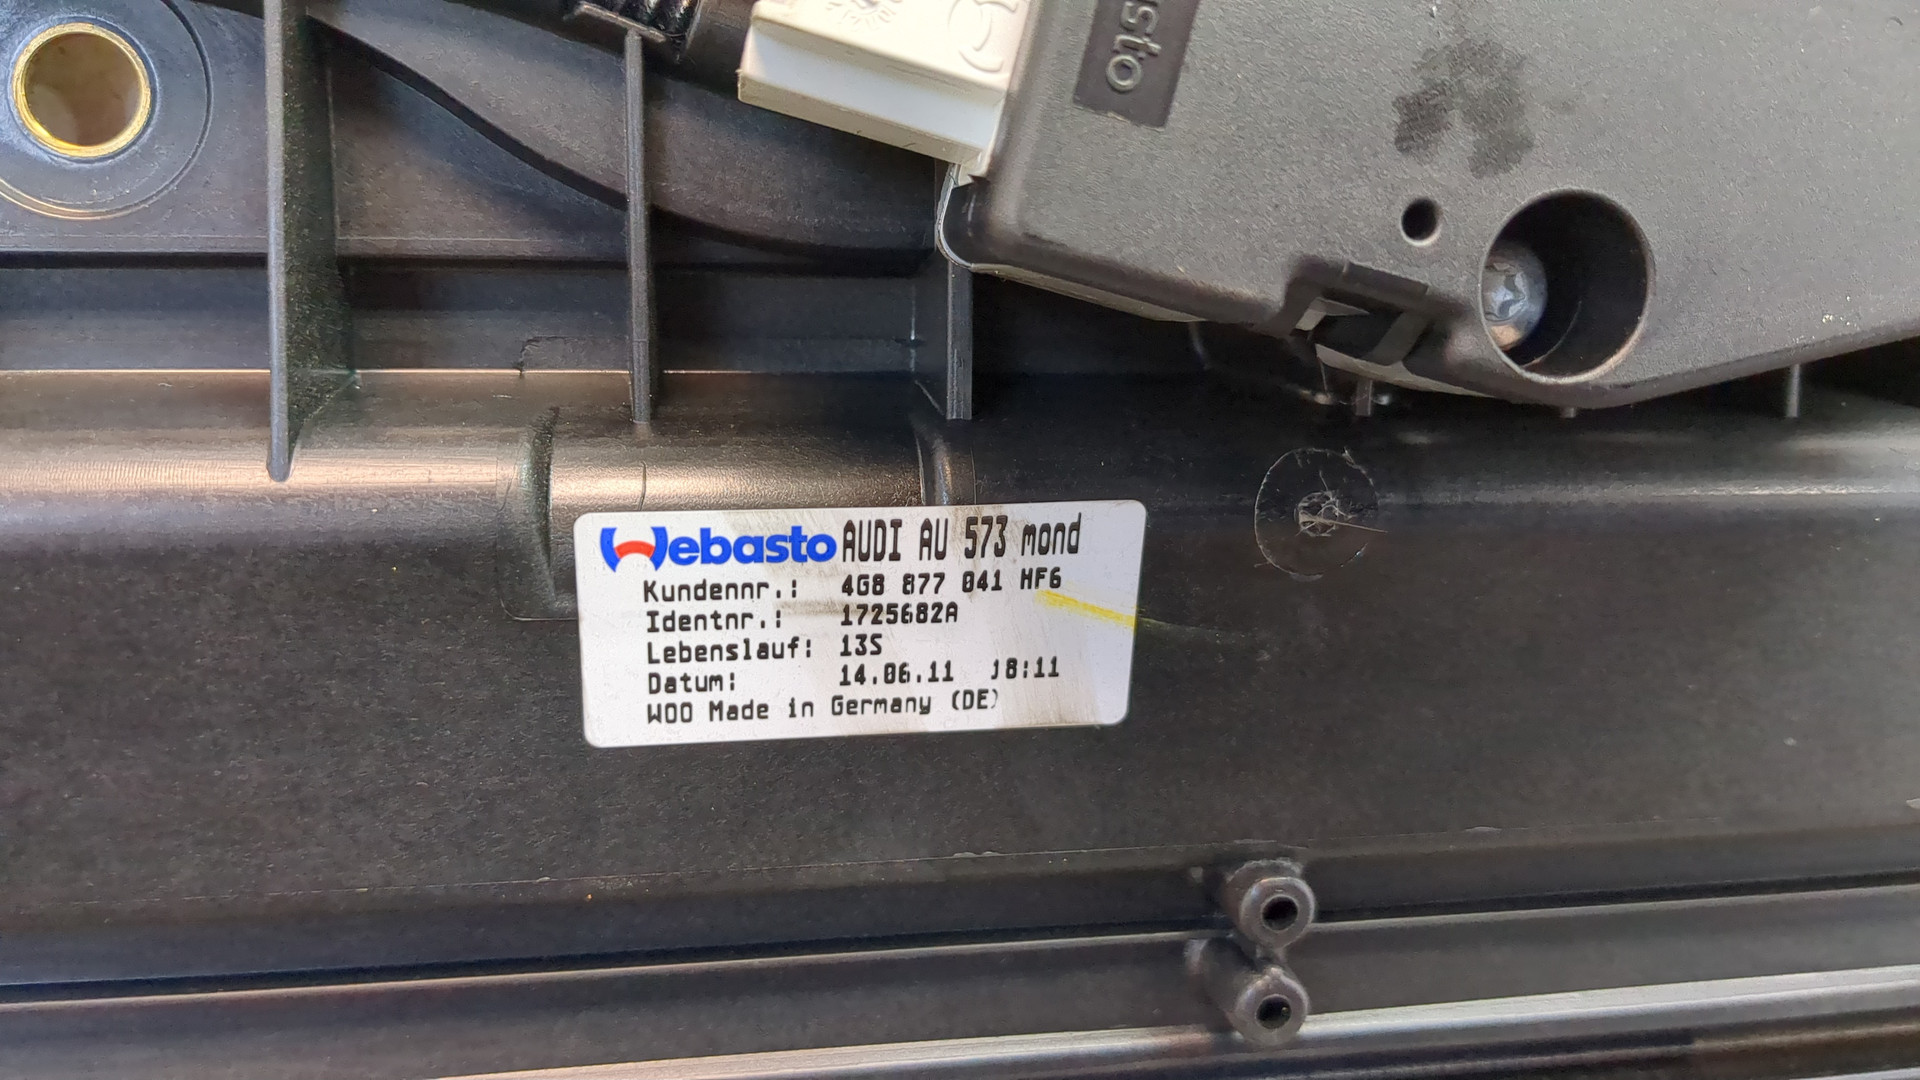 usto
Webasto AUDI AU 573 mond
Kundennr.: 4G8 877 041 HF6
Identnr.: 1725682A
Lebenslauf: 13S
Datum: 14.06.11 18:11
W00 Made in Germany (DE)